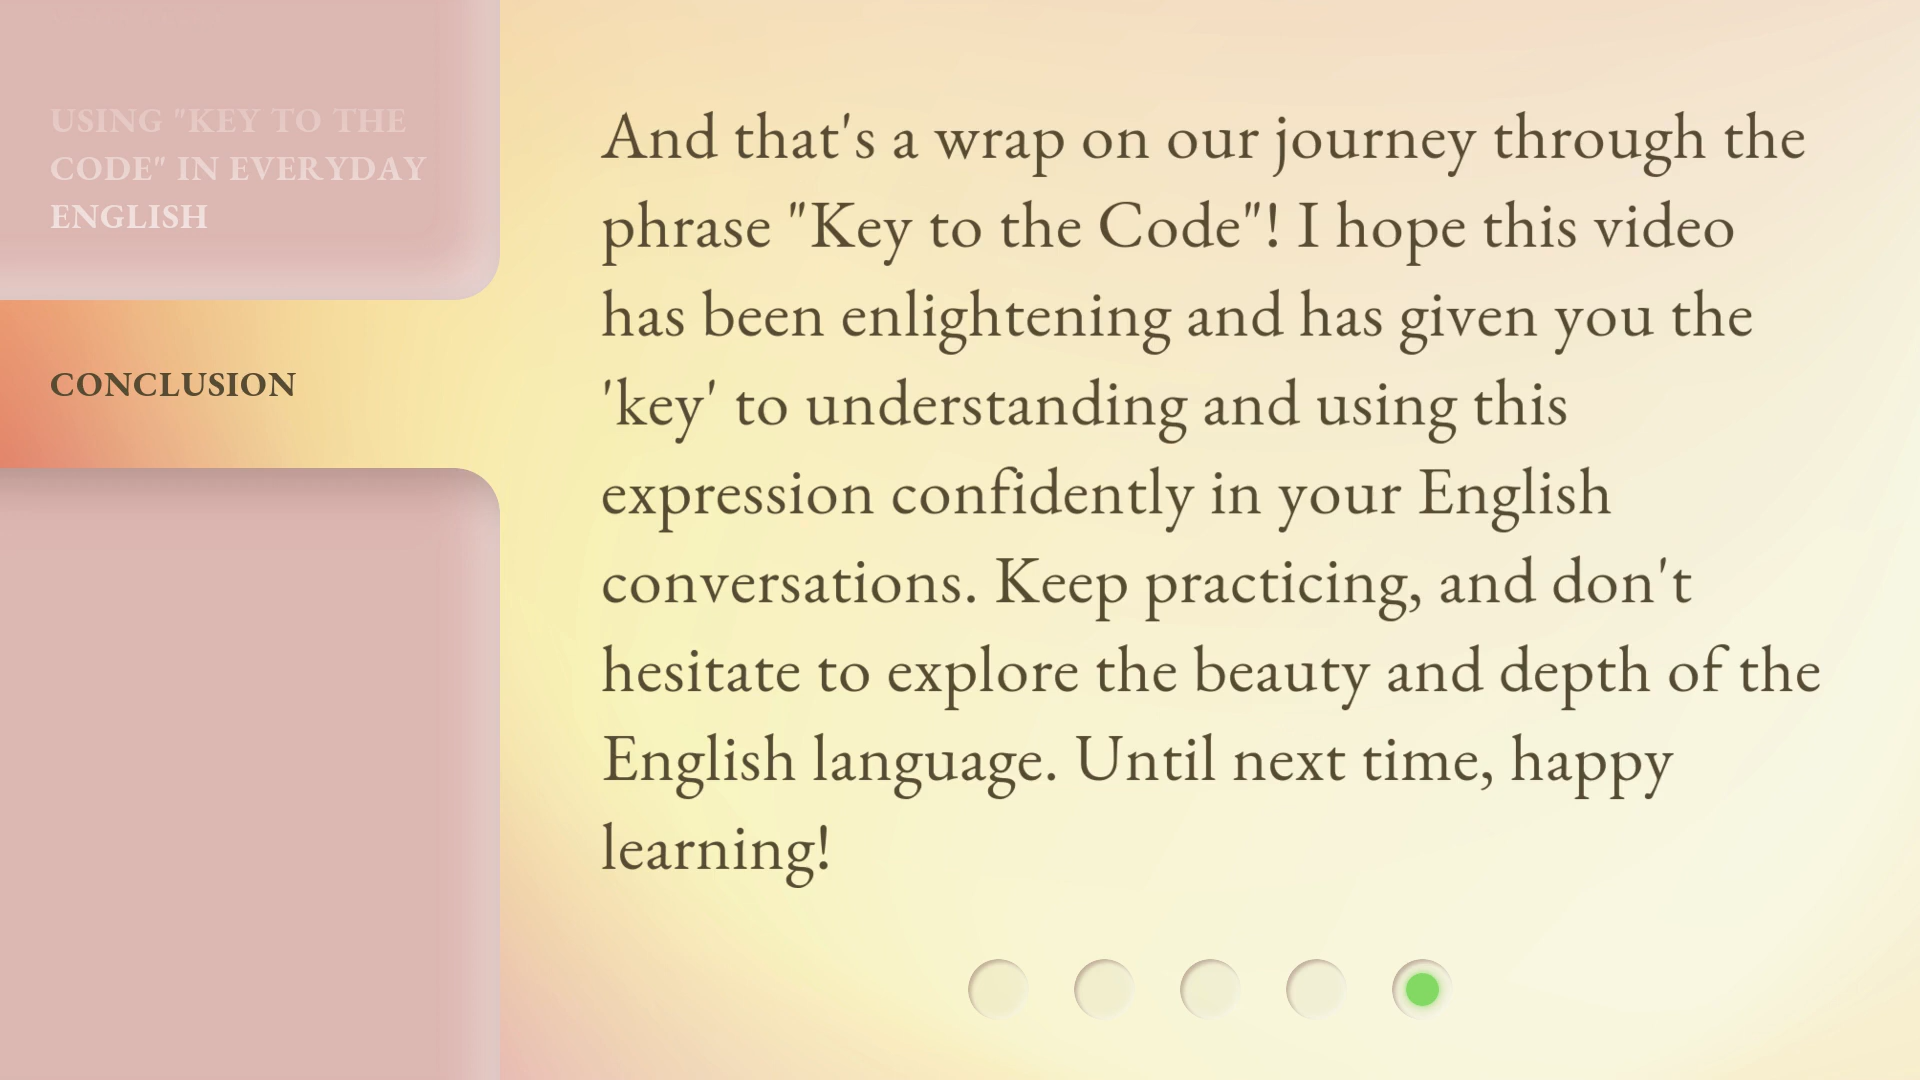 USING "KEY TO THE
CODE" IN EVERYDAY
ENGLISH
CONCLUSION
And that's a wrap on our journey through the
phrase "Key to the Code"! I hope this video
has been enlightening and has given you the
'key' to understanding and using this
expression confidently in your English
conversations. Keep practicing, and don't
hesitate to explore the beauty and depth of the
English language. Until next time, happy
learning!